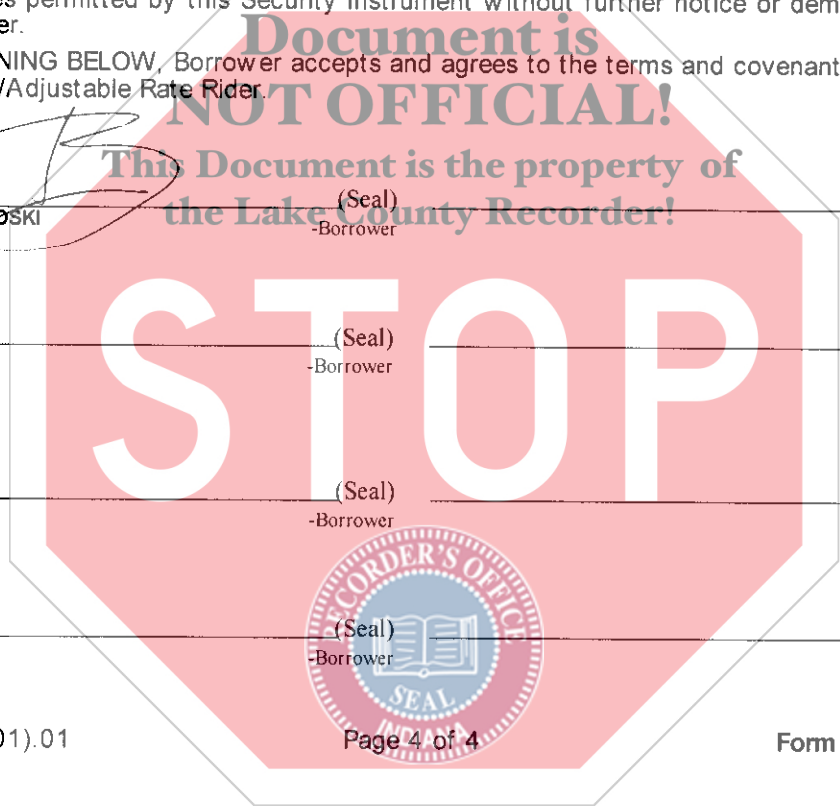 es permitted by this Security Instrument without further notice or dem
er.
Document is
NING BELOW, Borrower accepts and agrees to the terms and covenant
/Adjustable Rate Rider.
NOT OFFICIAL!
This Document is the property of
the Lake County Recorder!
OSKI (Seal)
-Borrower
STOP
(Seal)
-Borrower
(Seal)
-Borrower
RECORDER'S OFFICE
(Seal)
-Borrower
SEAL
INDIANA
01).01 Page 4 of 4 Form